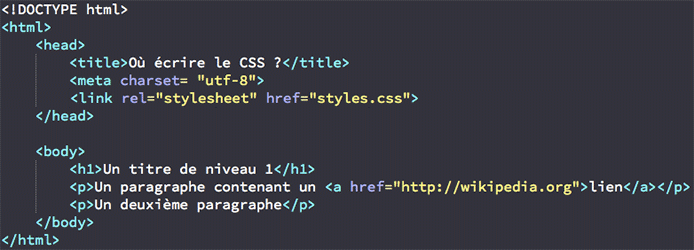 <!DOCTYPE html>
<html>
<head>
<title>Où écrire le CSS ?</title>
<meta charset= "utf-8">
<link rel="stylesheet" href="styles.css">
</head>
<body>
<h1>Un titre de niveau 1</h1>
<p>Un paragraphe contenant un <a href="http://wikipedia.org">lien</a></p>
<p>Un deuxième paragraphe</p>
</body>
</html>